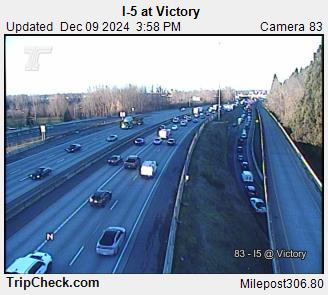 I-5 at Victory
Updated Dec 09 2024 3:58 PM Camera 83
T
N
83 - I5 @ Victory
TripCheck.com Milepost306.80